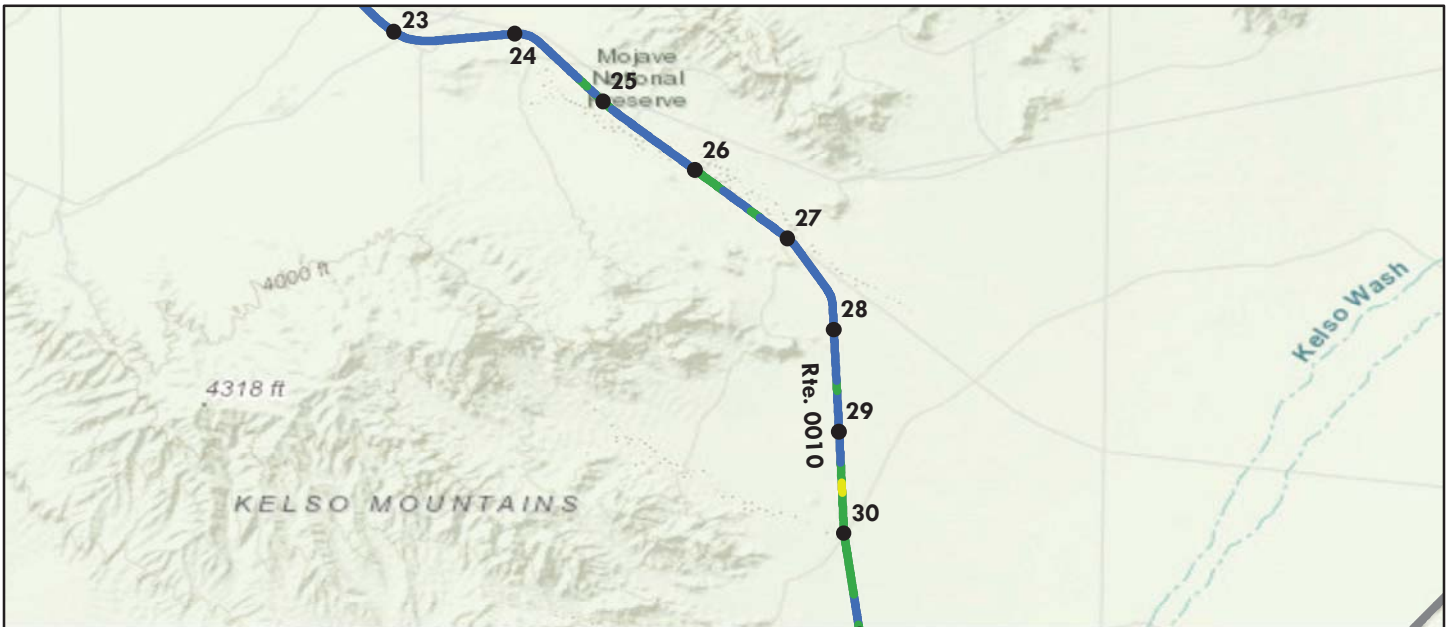 23
24
Mojave
National
Preserve
25
26
27
4000 ft
28
Kelso Wash
4318 ft
Rte. 0010
29
KELSO MOUNTAINS
30